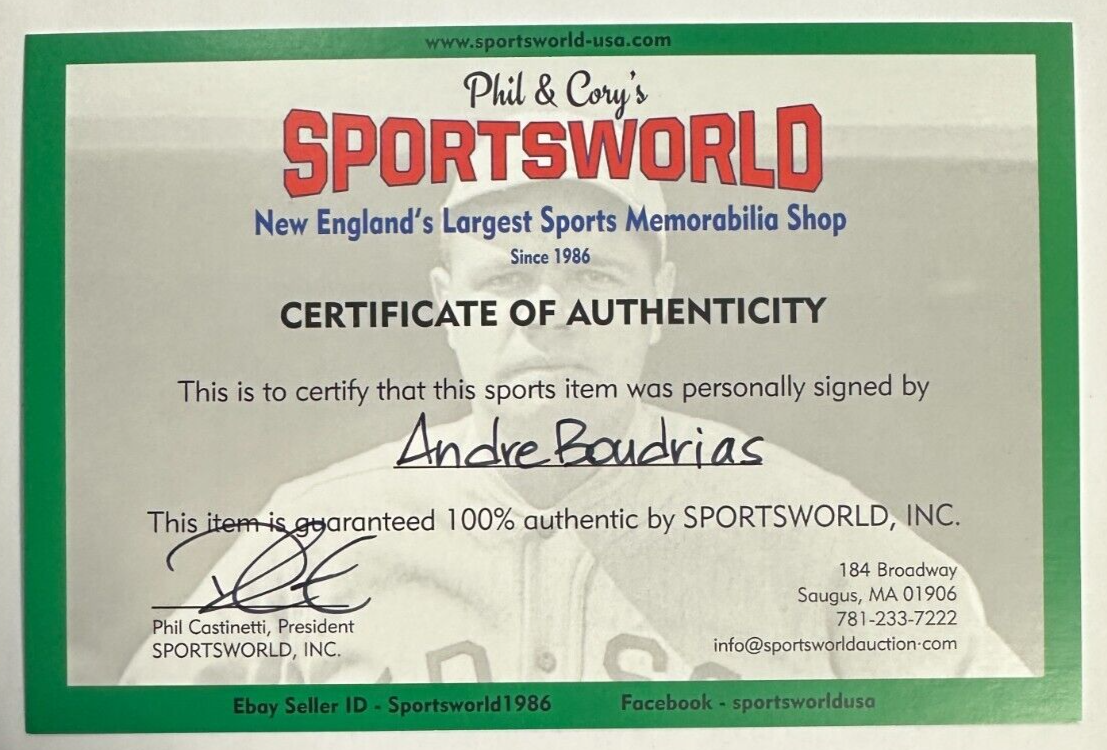 www.sportsworld-usa.com
Phil & Cory's
SPORTSWORLD
New England's Largest Sports Memorabilia Shop
Since 1986
CERTIFICATE OF AUTHENTICITY
This is to certify that this sports item was personally signed by
Andre Boudrias
This item is guaranteed 100% authentic by SPORTSWORLD, INC.
Phil Castinetti, President
SPORTSWORLD, INC.
184 Broadway
Saugus, MA 01906
781-233-7222
info@sportsworldauction·com
Ebay Seller ID - Sportsworld1986
Facebook - sportsworldusa